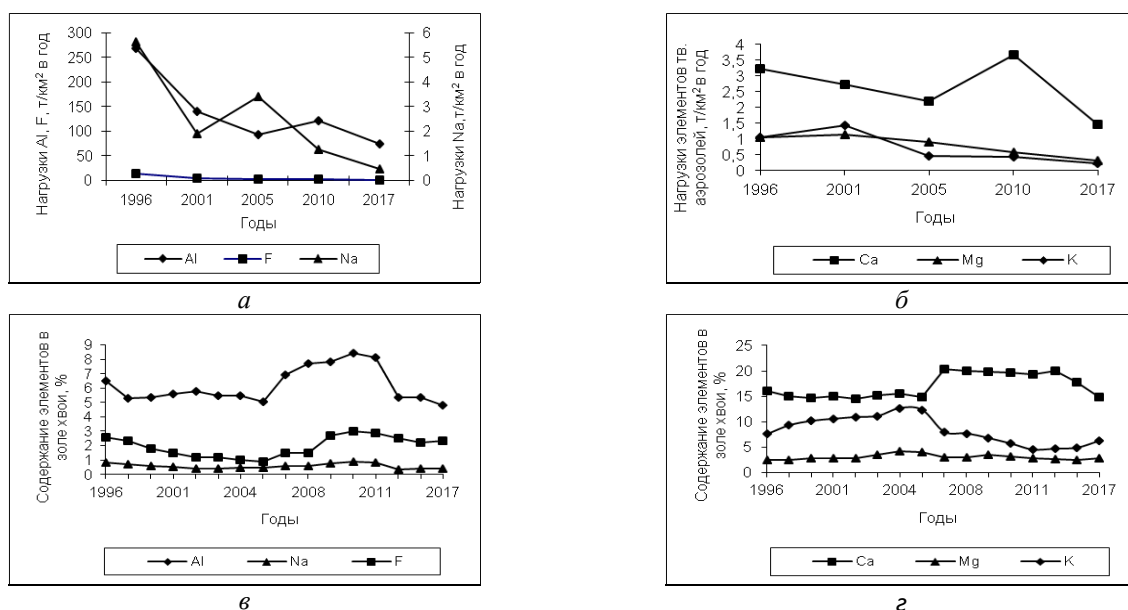 Нагрузки Al, F, т/км² в год
300
250
200
150
100
50
0
6
5
4
3
2
1
0
Нагрузки Na,т/км² в год
1996 2001 2005 2010 2017
Годы
Al F Na
а
Нагрузки элементов тв.
аэрозолей, т/км² в год
4
3,5
3
2,5
2
1,5
1
0,5
0
1996 2001 2005 2010 2017
Годы
Ca Mg K
б
Содержание элементов в
золе хвои, %
9
8
7
6
5
4
3
2
1
0
1996 2001 2004 2008 2011 2017
Годы
Al Na F
в
Содержание элементов в
золе хвои, %
25
20
15
10
5
0
1996 2001 2004 2008 2011 2017
Годы
Ca Mg K
г